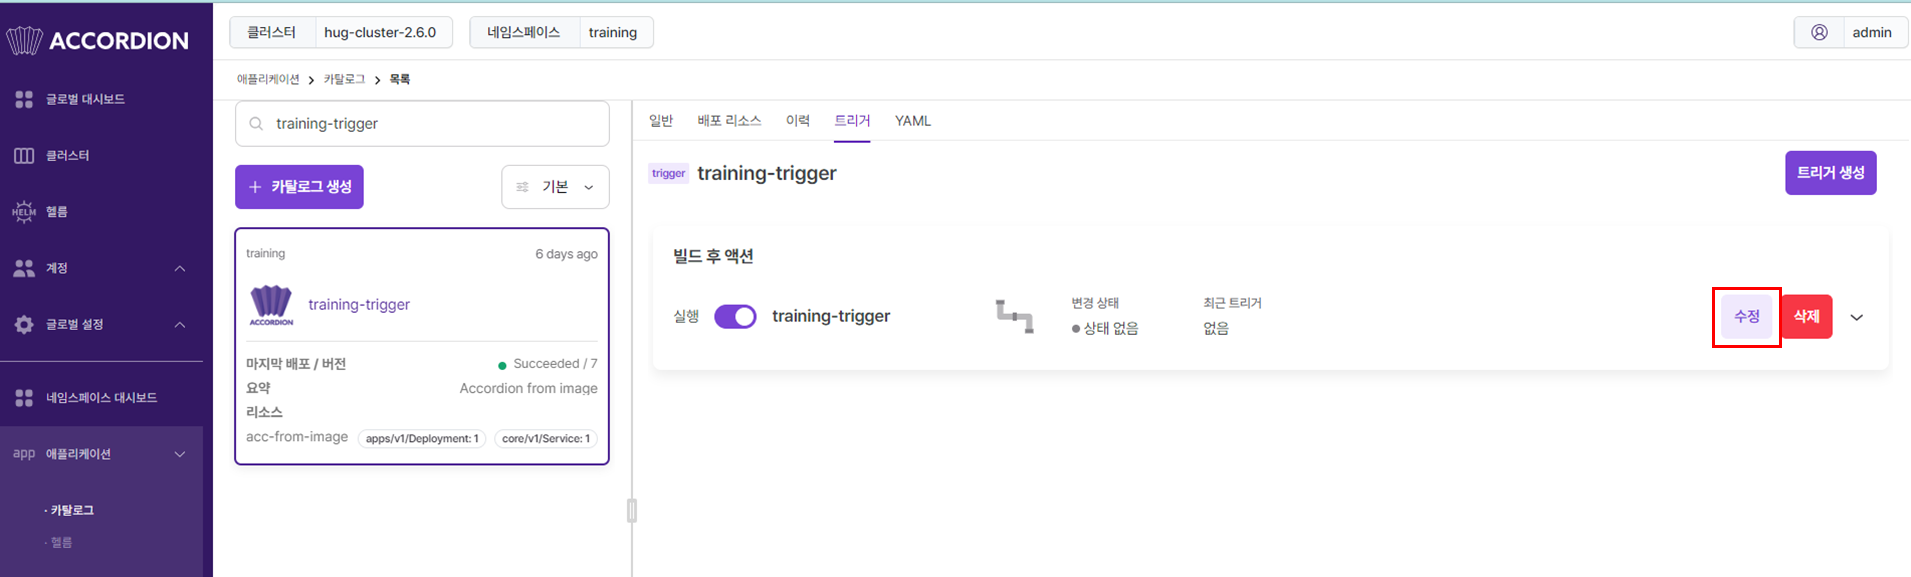 ACCORDION
클러스터 hug-cluster-2.6.0 네임스페이스 training admin
글로벌 대시보드
클러스터
HELM 헬름
계정
글로벌 설정
네임스페이스 대시보드
app 애플리케이션
· 카탈로그
· 헬름
애플리케이션 > 카탈로그 > 목록
training-trigger
+ 카탈로그 생성 기본
training 6 days ago
ACCORDION training-trigger
마지막 배포 / 버전 Succeeded / 7
요약 Accordion from image
리소스
acc-from-image apps/v1/Deployment: 1 core/v1/Service: 1
일반 배포 리소스 이력 트리거 YAML
trigger training-trigger 트리거 생성
빌드 후 액션
실행 training-trigger
변경 상태
상태 없음
최근 트리거
없음
수정 삭제